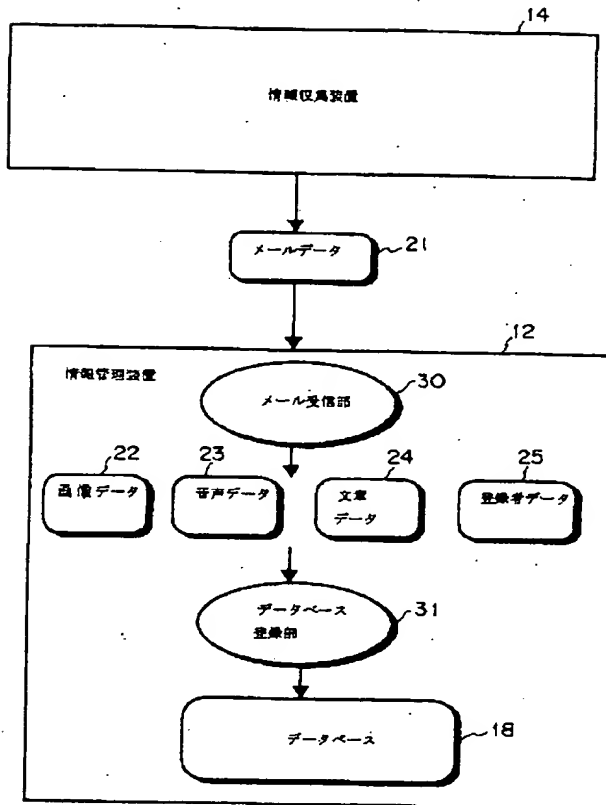 14
情報収集装置
メールデータ
21
12
情報管理装置
メール受信部
30
22
23
24
25
画像データ
音声データ
文章
データ
登録者データ
データベース
登録部
31
データベース
18